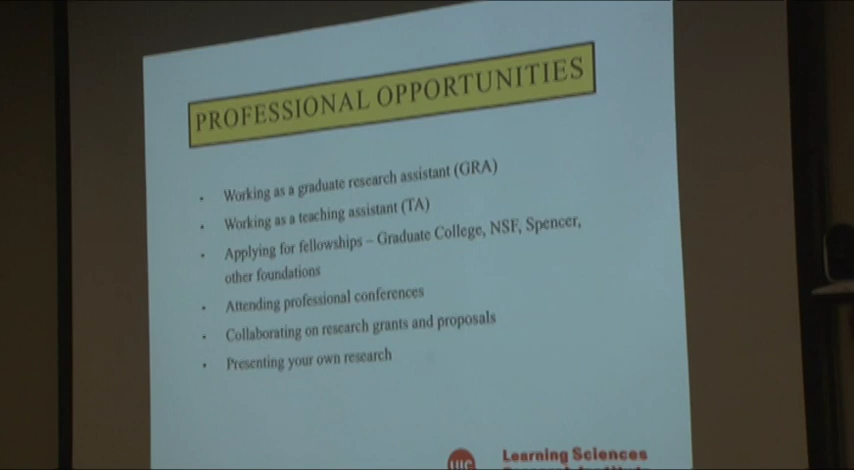 PROFESSIONAL OPPORTUNITIES
• Working as a graduate research assistant (GRA)
• Working as a teaching assistant (TA)
• Applying for fellowships – Graduate College, NSF, Spencer,
other foundations
• Attending professional conferences
• Collaborating on research grants and proposals
• Presenting your own research
UIC
Learning Sciences